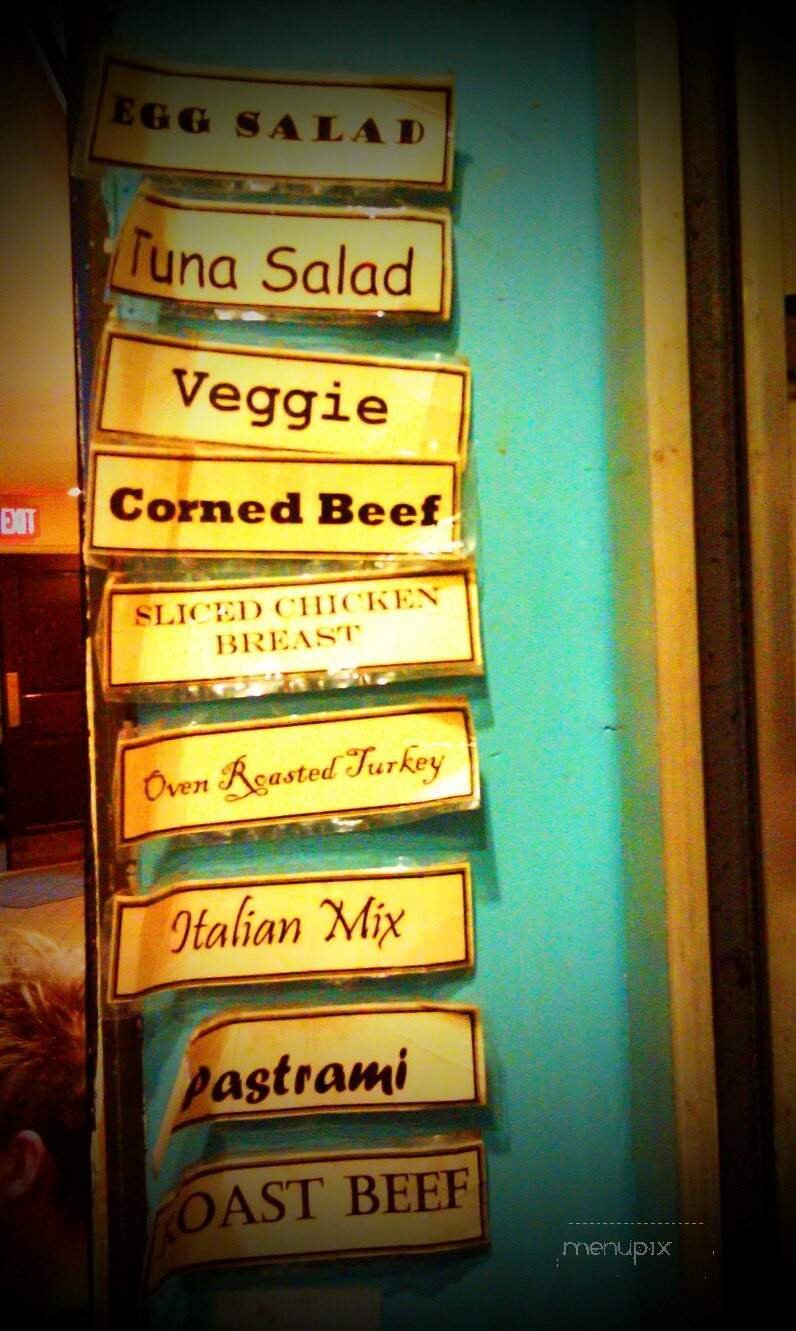 EGG SALAD
Tuna Salad
Veggie
Corned Beef
EXIT
SLICED CHICKEN
BREAST
Oven Roasted Turkey
Italian Mix
Pastrami
ROAST BEEF
menupix